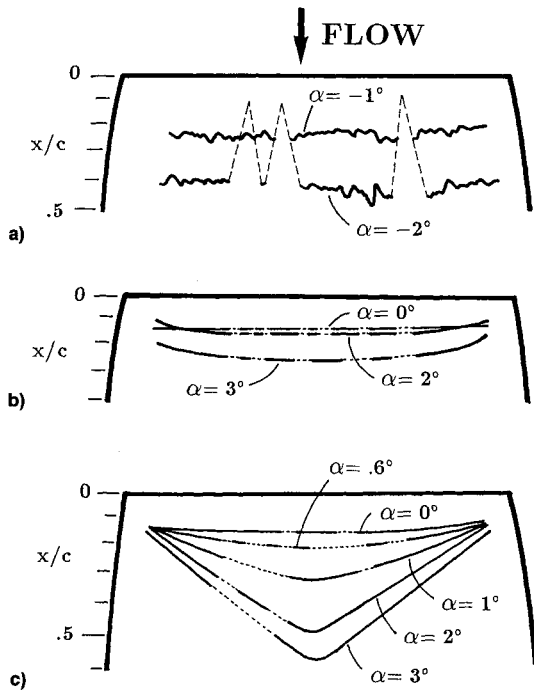 FLOW
0
α= −1°
x/c
.5
α= −2°
a)
0
α= 0°
x/c
α= 3°
α= 2°
b)
α= .6°
0
α= 0°
x/c
α= 1°
.5
α= 2°
α= 3°
c)